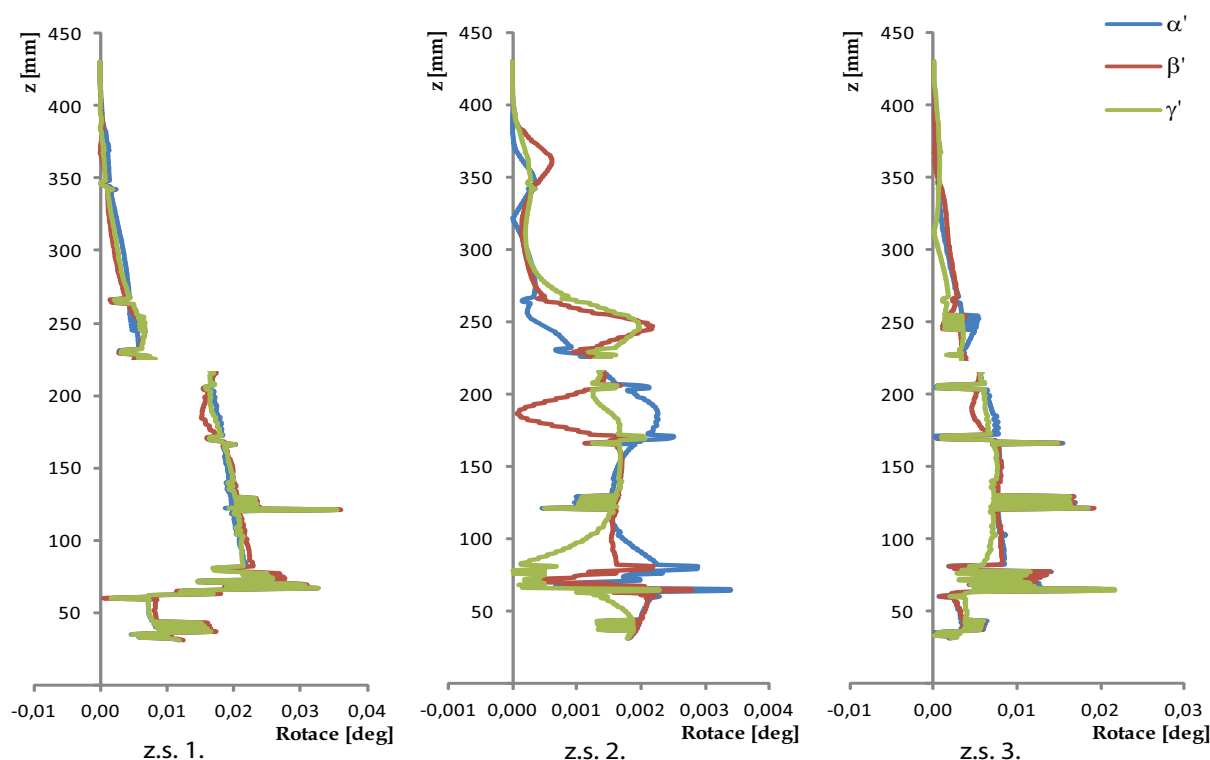 z [mm]
450
400
350
300
250
200
150
100
50
-0,01 0,00 0,01 0,02 0,03 0,04
Rotace [deg]
z.s. 1.
z [mm]
450
400
350
300
250
200
150
100
50
-0,001 0,000 0,001 0,002 0,003 0,004
Rotace [deg]
z.s. 2.
z [mm]
450
400
350
300
250
200
150
100
50
-0,01 0,00 0,01 0,02 0,03
Rotace [deg]
z.s. 3.
α'
β'
γ'